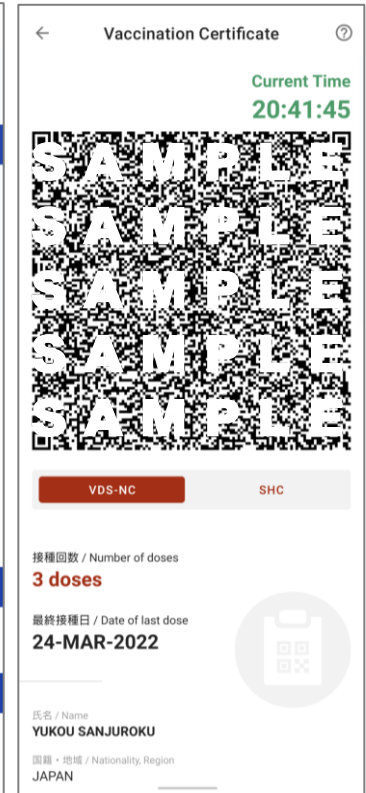 Vaccination Certificate
Current Time
20:41:45
SAMPLE
SAMPLE
SAMPLE
SAMPLE
SAMPLE
VDS-NC
SHC
接種回数 / Number of doses
3 doses
最終接種日 / Date of last dose
24-MAR-2022
氏名 / Name
YUKOU SANJUROKU
国籍・地域 / Nationality, Region
JAPAN